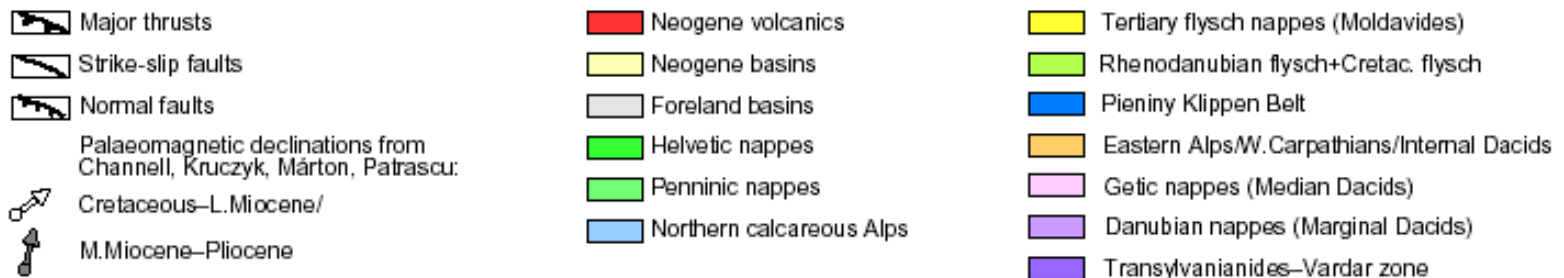 Major thrusts
Strike-slip faults
Normal faults
Palaeomagnetic declinations from
Channell, Kruczyk, Márton, Patrascu:
Cretaceous–L.Miocene/
M.Miocene–Pliocene
Neogene volcanics
Neogene basins
Foreland basins
Helvetic nappes
Penninic nappes
Northern calcareous Alps
Tertiary flysch nappes (Moldavides)
Rhenodanubian flysch+Cretac. flysch
Pieniny Klippen Belt
Eastern Alps/W.Carpathians/Internal Dacids
Getic nappes (Median Dacids)
Danubian nappes (Marginal Dacids)
Transylvanianides–Vardar zone